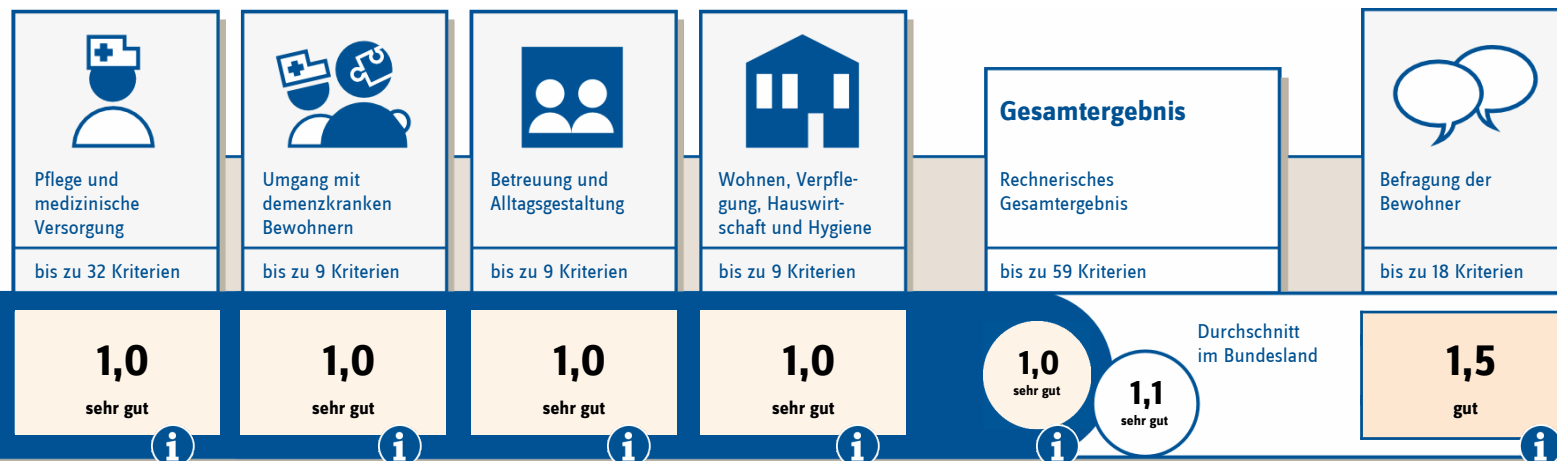 Pflege und
medizinische
Versorgung
bis zu 32 Kriterien
1,0
sehr gut
i
Umgang mit
demenzkranken
Bewohnern
bis zu 9 Kriterien
1,0
sehr gut
i
Betreuung und
Alltagsgestaltung
bis zu 9 Kriterien
1,0
sehr gut
i
Wohnen, Verpfle-
gung, Hauswirt-
schaft und Hygiene
bis zu 9 Kriterien
1,0
sehr gut
i
Gesamtergebnis
Rechnerisches
Gesamtergebnis
bis zu 59 Kriterien
1,0
sehr gut
i
Durchschnitt
im Bundesland
1,1
sehr gut
Befragung der
Bewohner
bis zu 18 Kriterien
1,5
gut
i